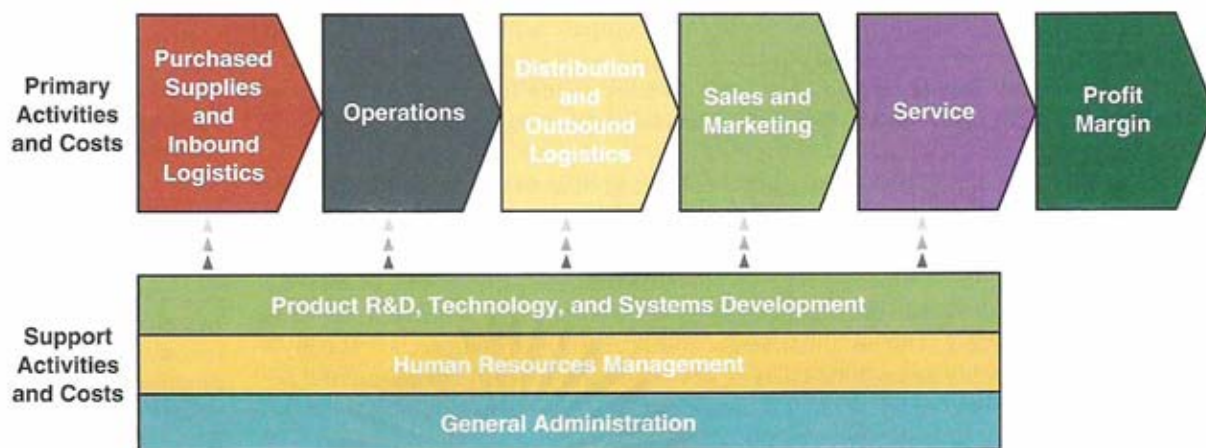 Primary
Activities
and Costs
Purchased
Supplies
and
Inbound
Logistics
Operations
Distribution
and
Outbound
Logistics
Sales and
Marketing
Service
Profit
Margin
Support
Activities
and Costs
Product R&D, Technology, and Systems Development
Human Resources Management
General Administration